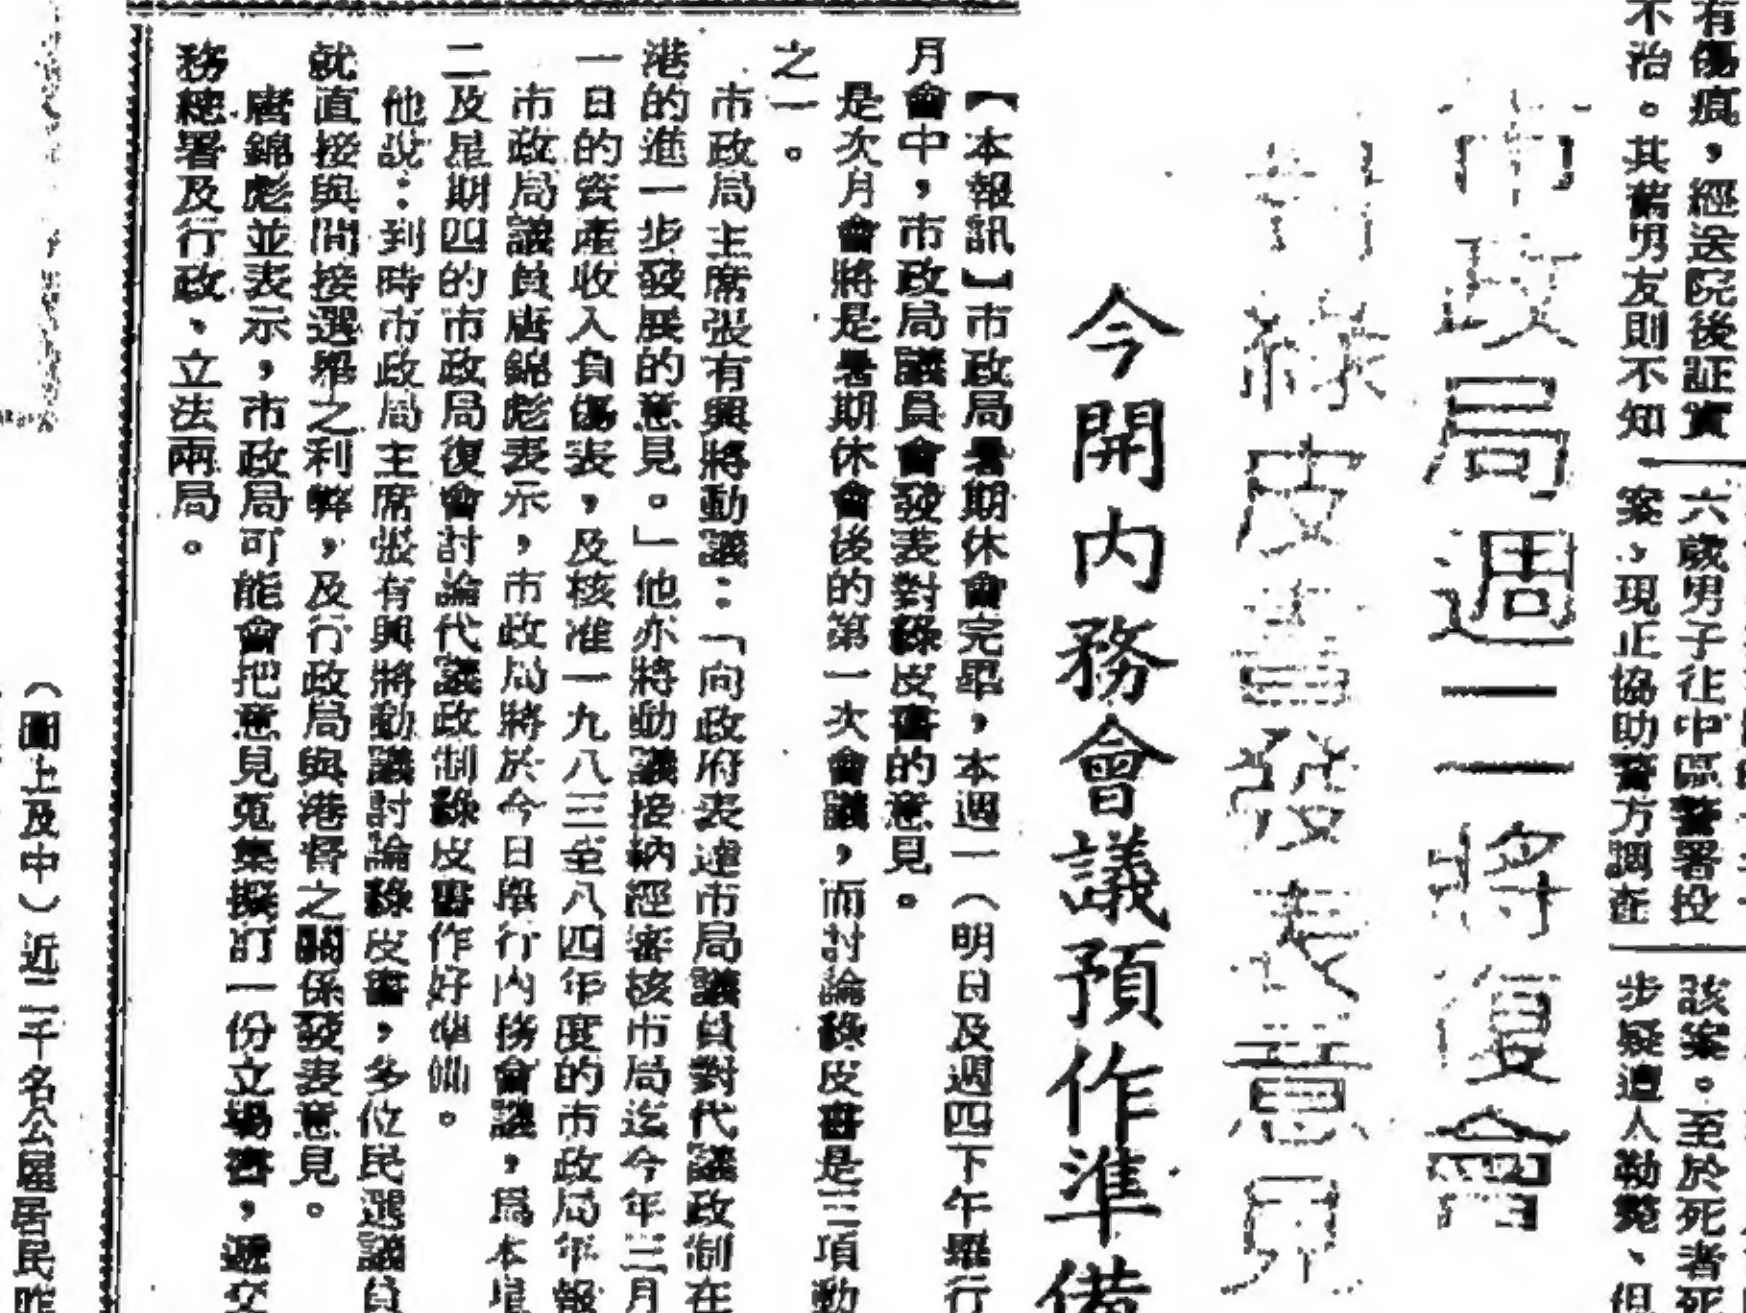 有傷痕，經送院後証實
不治。其舊男友則不知
六歲男子往中區警署投
案，現正協助警方調查
該案。至於死者死
步疑遭人勒斃、但
市政局週二將復會
討綠皮書發表意見
今開內務會議預作準備
【本報訊】市政局暑期休會完畢，本週一（明日及週四下午舉行
月會中，市政局議員會發表對綠皮書的意見。
是次月會將是暑期休會後的第一次會議，而討論綠皮書是三項動
之一。
市政局主席張有興將動議：「向政府表達市局議員對代議政制在
港的進一步發展的意見。」他亦將動議接納經審核市局迄今年三月
一日的資產收入負債表，及核准一九八三至八四年度的市政局年報
市政局議員唐錦彪表示，市政局將於今日舉行內務會議，爲本星
二及星期四的市政局復會討論代議政制綠皮書作好準備。
他說：到時市政局主席張有興將動議討論綠皮書，多位民選議員
就直接與間接選舉之利弊，及行政局與港督之關係發表意見。
唐錦彪並表示，市政局可能會把意見蒐集擬訂一份立場書，遞交
務總署及行政、立法兩局。
（圖上及中）近二千名公屋居民昨